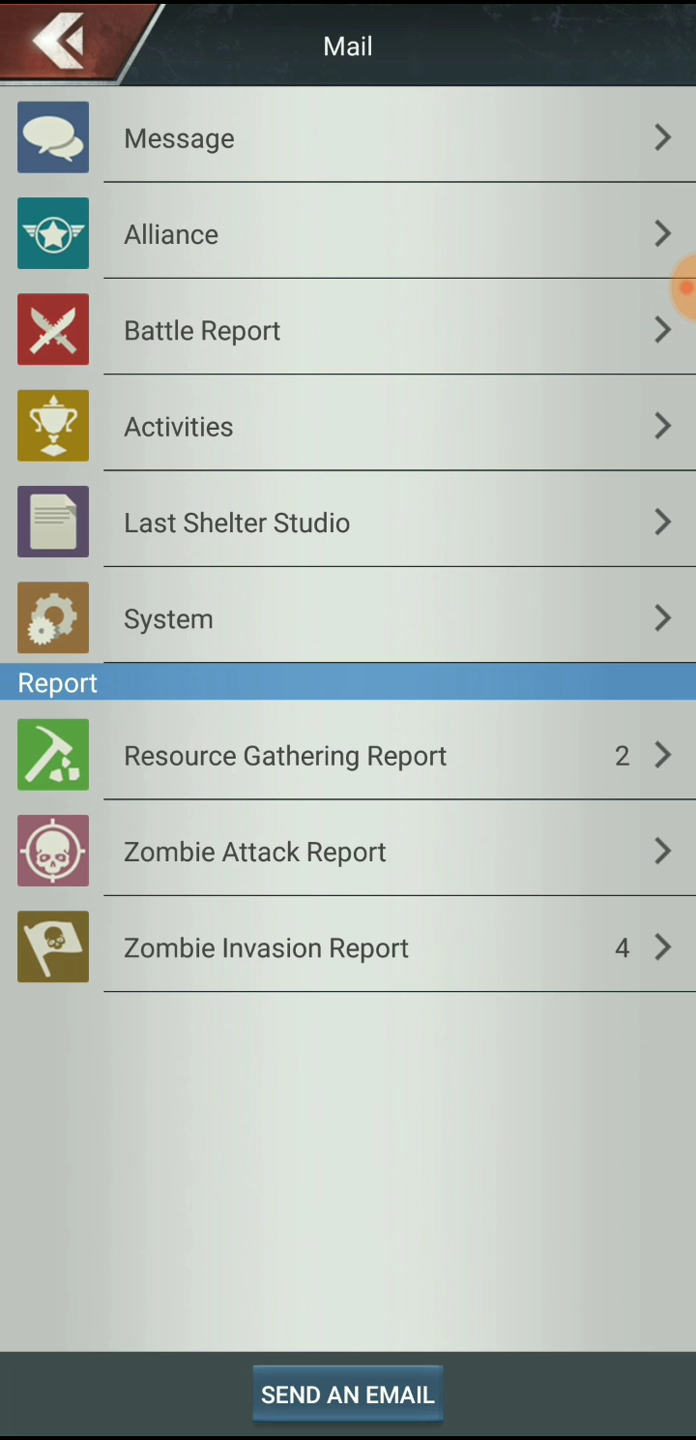 Mail
Message
Alliance
Battle Report
Activities
Last Shelter Studio
System
Report
Resource Gathering Report 2
Zombie Attack Report
Zombie Invasion Report 4
SEND AN EMAIL